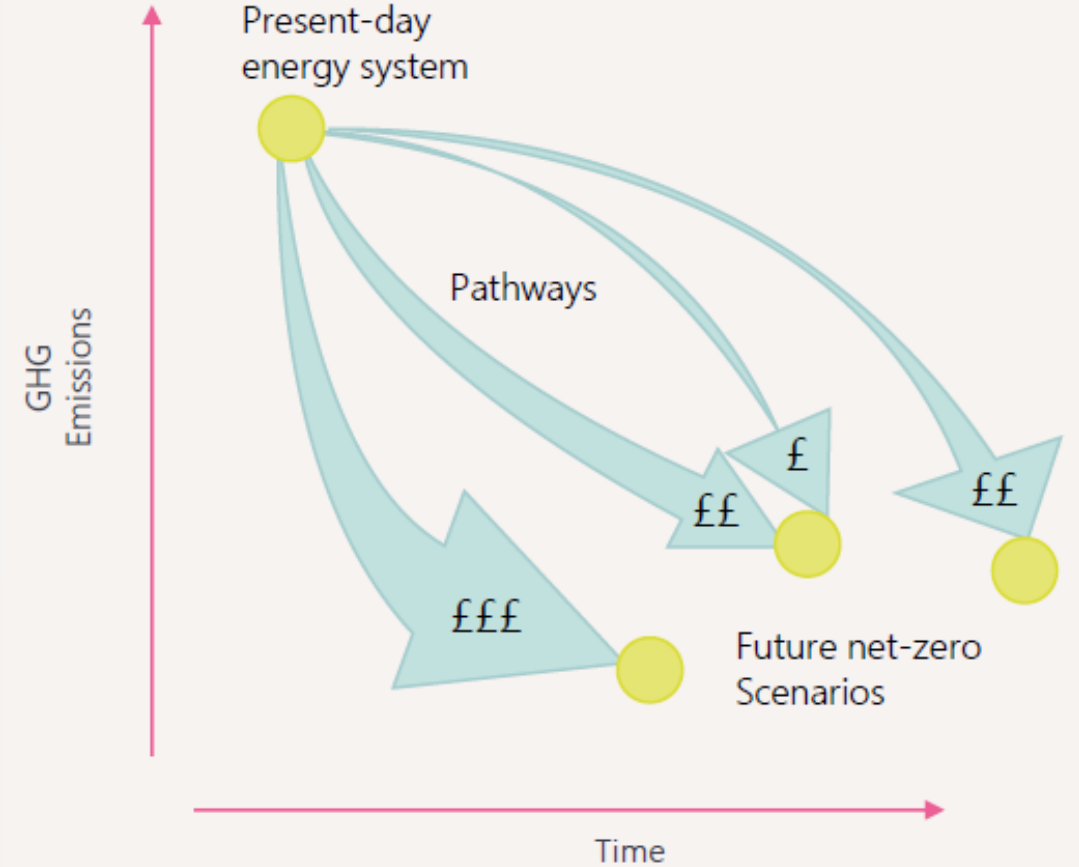 Present-day
energy system
Pathways
GHG
Emissions
£
££
££
£££
Future net-zero
Scenarios
Time